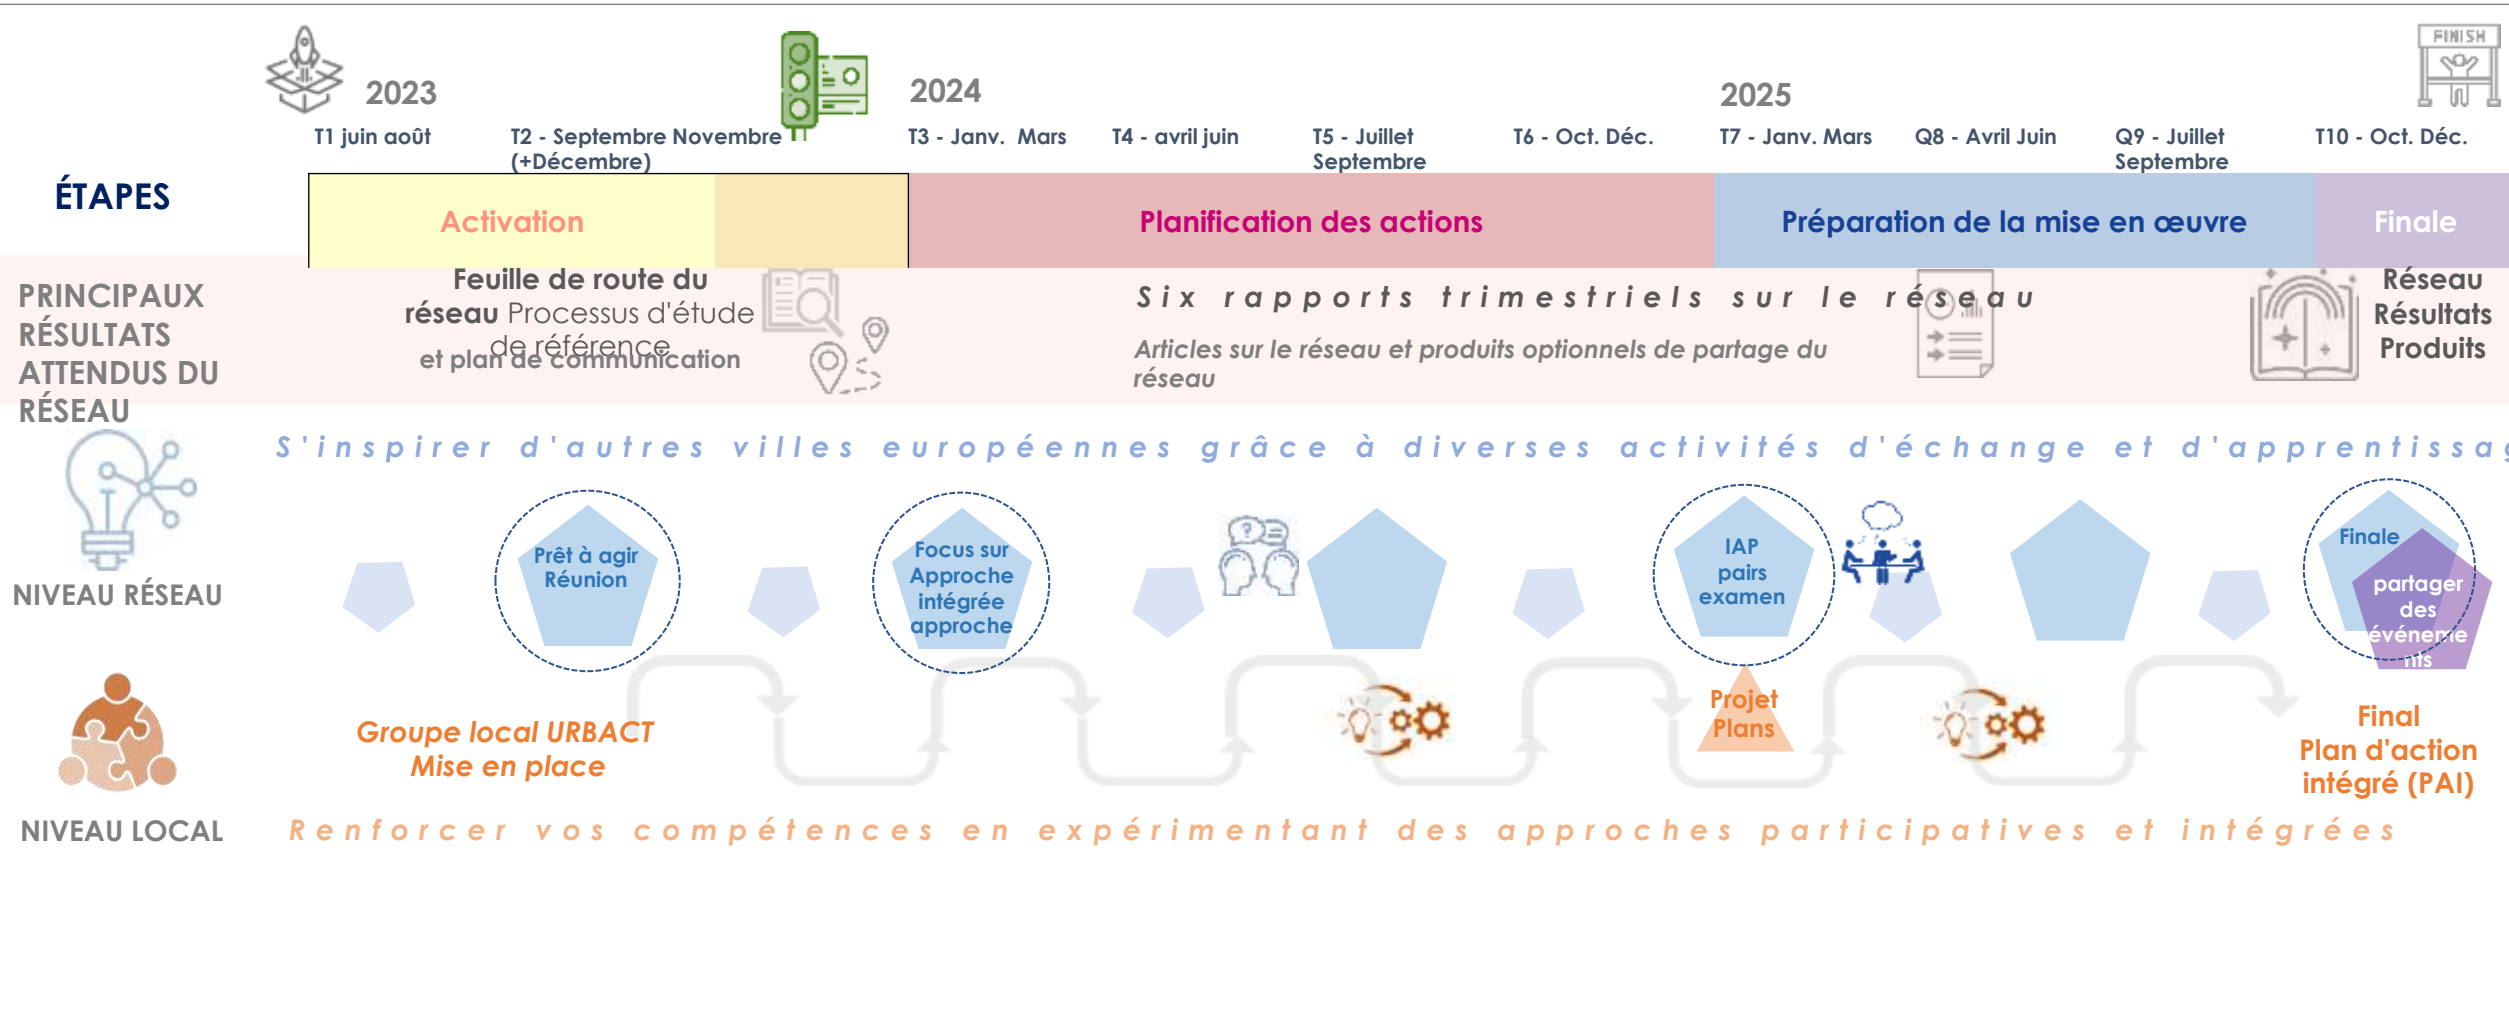 FINISH
2023
2024
2025
T1 juin août
T2 - Septembre Novembre
(+Décembre)
T3 - Janv. Mars
T4 - avril juin
T5 - Juillet
Septembre
T6 - Oct. Déc.
T7 - Janv. Mars
Q8 - Avril Juin
Q9 - Juillet
Septembre
T10 - Oct. Déc.
ÉTAPES
Activation
Planification des actions
Préparation de la mise en œuvre
Finale
PRINCIPAUX
RÉSULTATS
ATTENDUS DU
RÉSEAU
Feuille de route du
réseau Processus d'étude
de référence
et plan de communication
Six rapports trimestriels sur le réseau
Articles sur le réseau et produits optionnels de partage du
réseau
Réseau
Résultats
Produits
S'inspirer d'autres villes européennes grâce à diverses activités d'échange et d'apprentissag
NIVEAU RÉSEAU
Prêt à agir
Réunion
Focus sur
Approche
intégrée
approche
IAP
pairs
examen
Finale
partager
des
événeme
nts
Groupe local URBACT
Mise en place
Projet
Plans
Final
Plan d'action
intégré (PAI)
NIVEAU LOCAL
Renforcer vos compétences en expérimentant des approches participatives et intégrées